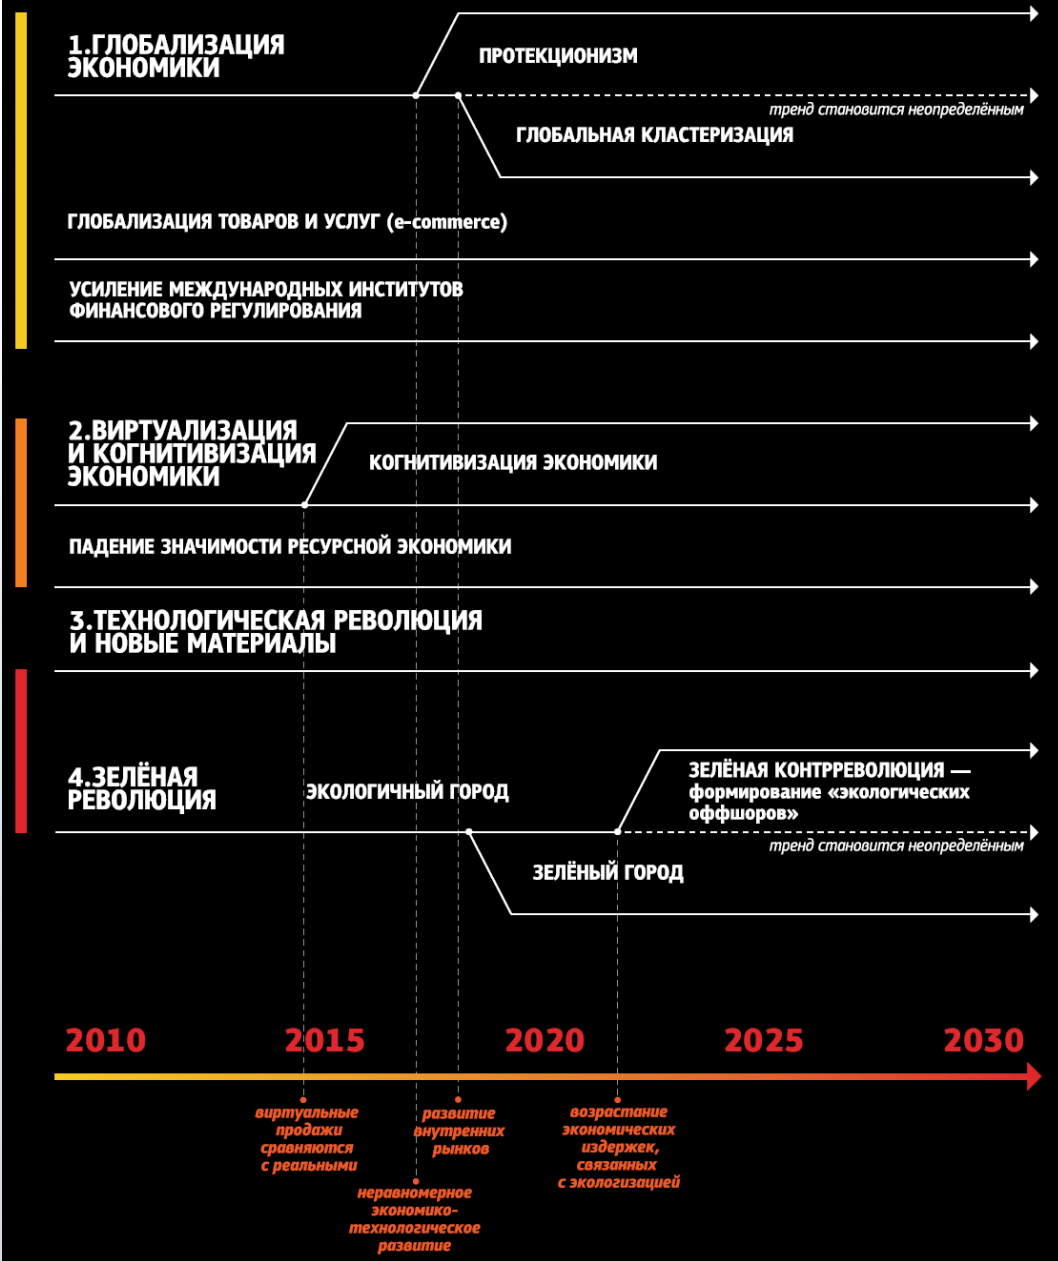 1.ГЛОБАЛИЗАЦИЯ
ЭКОНОМИКИ
ПРОТЕКЦИОНИЗМ
тренд становится неопределённым
ГЛОБАЛЬНАЯ КЛАСТЕРИЗАЦИЯ
ГЛОБАЛИЗАЦИЯ ТОВАРОВ И УСЛУГ (e-commerce)
УСИЛЕНИЕ МЕЖДУНАРОДНЫХ ИНСТИТУТОВ
ФИНАНСОВОГО РЕГУЛИРОВАНИЯ
2.ВИРТУАЛИЗАЦИЯ
И КОГНИТИВИЗАЦИЯ
ЭКОНОМИКИ
КОГНИТИВИЗАЦИЯ ЭКОНОМИКИ
ПАДЕНИЕ ЗНАЧИМОСТИ РЕСУРСНОЙ ЭКОНОМИКИ
3.ТЕХНОЛОГИЧЕСКАЯ РЕВОЛЮЦИЯ
И НОВЫЕ МАТЕРИАЛЫ
4.ЗЕЛЁНАЯ
РЕВОЛЮЦИЯ
ЭКОЛОГИЧНЫЙ ГОРОД
ЗЕЛЁНАЯ КОНТРРЕВОЛЮЦИЯ —
формирование «экологических
оффшоров»
тренд становится неопределённым
ЗЕЛЁНЫЙ ГОРОД
2010 2015 2020 2025 2030
виртуальные
продажи
сравняются
с реальными
развитие
внутренних
рынков
возрастание
экономических
издержек,
связанных
с экологизацией
неравномерное
экономико-
технологическое
развитие